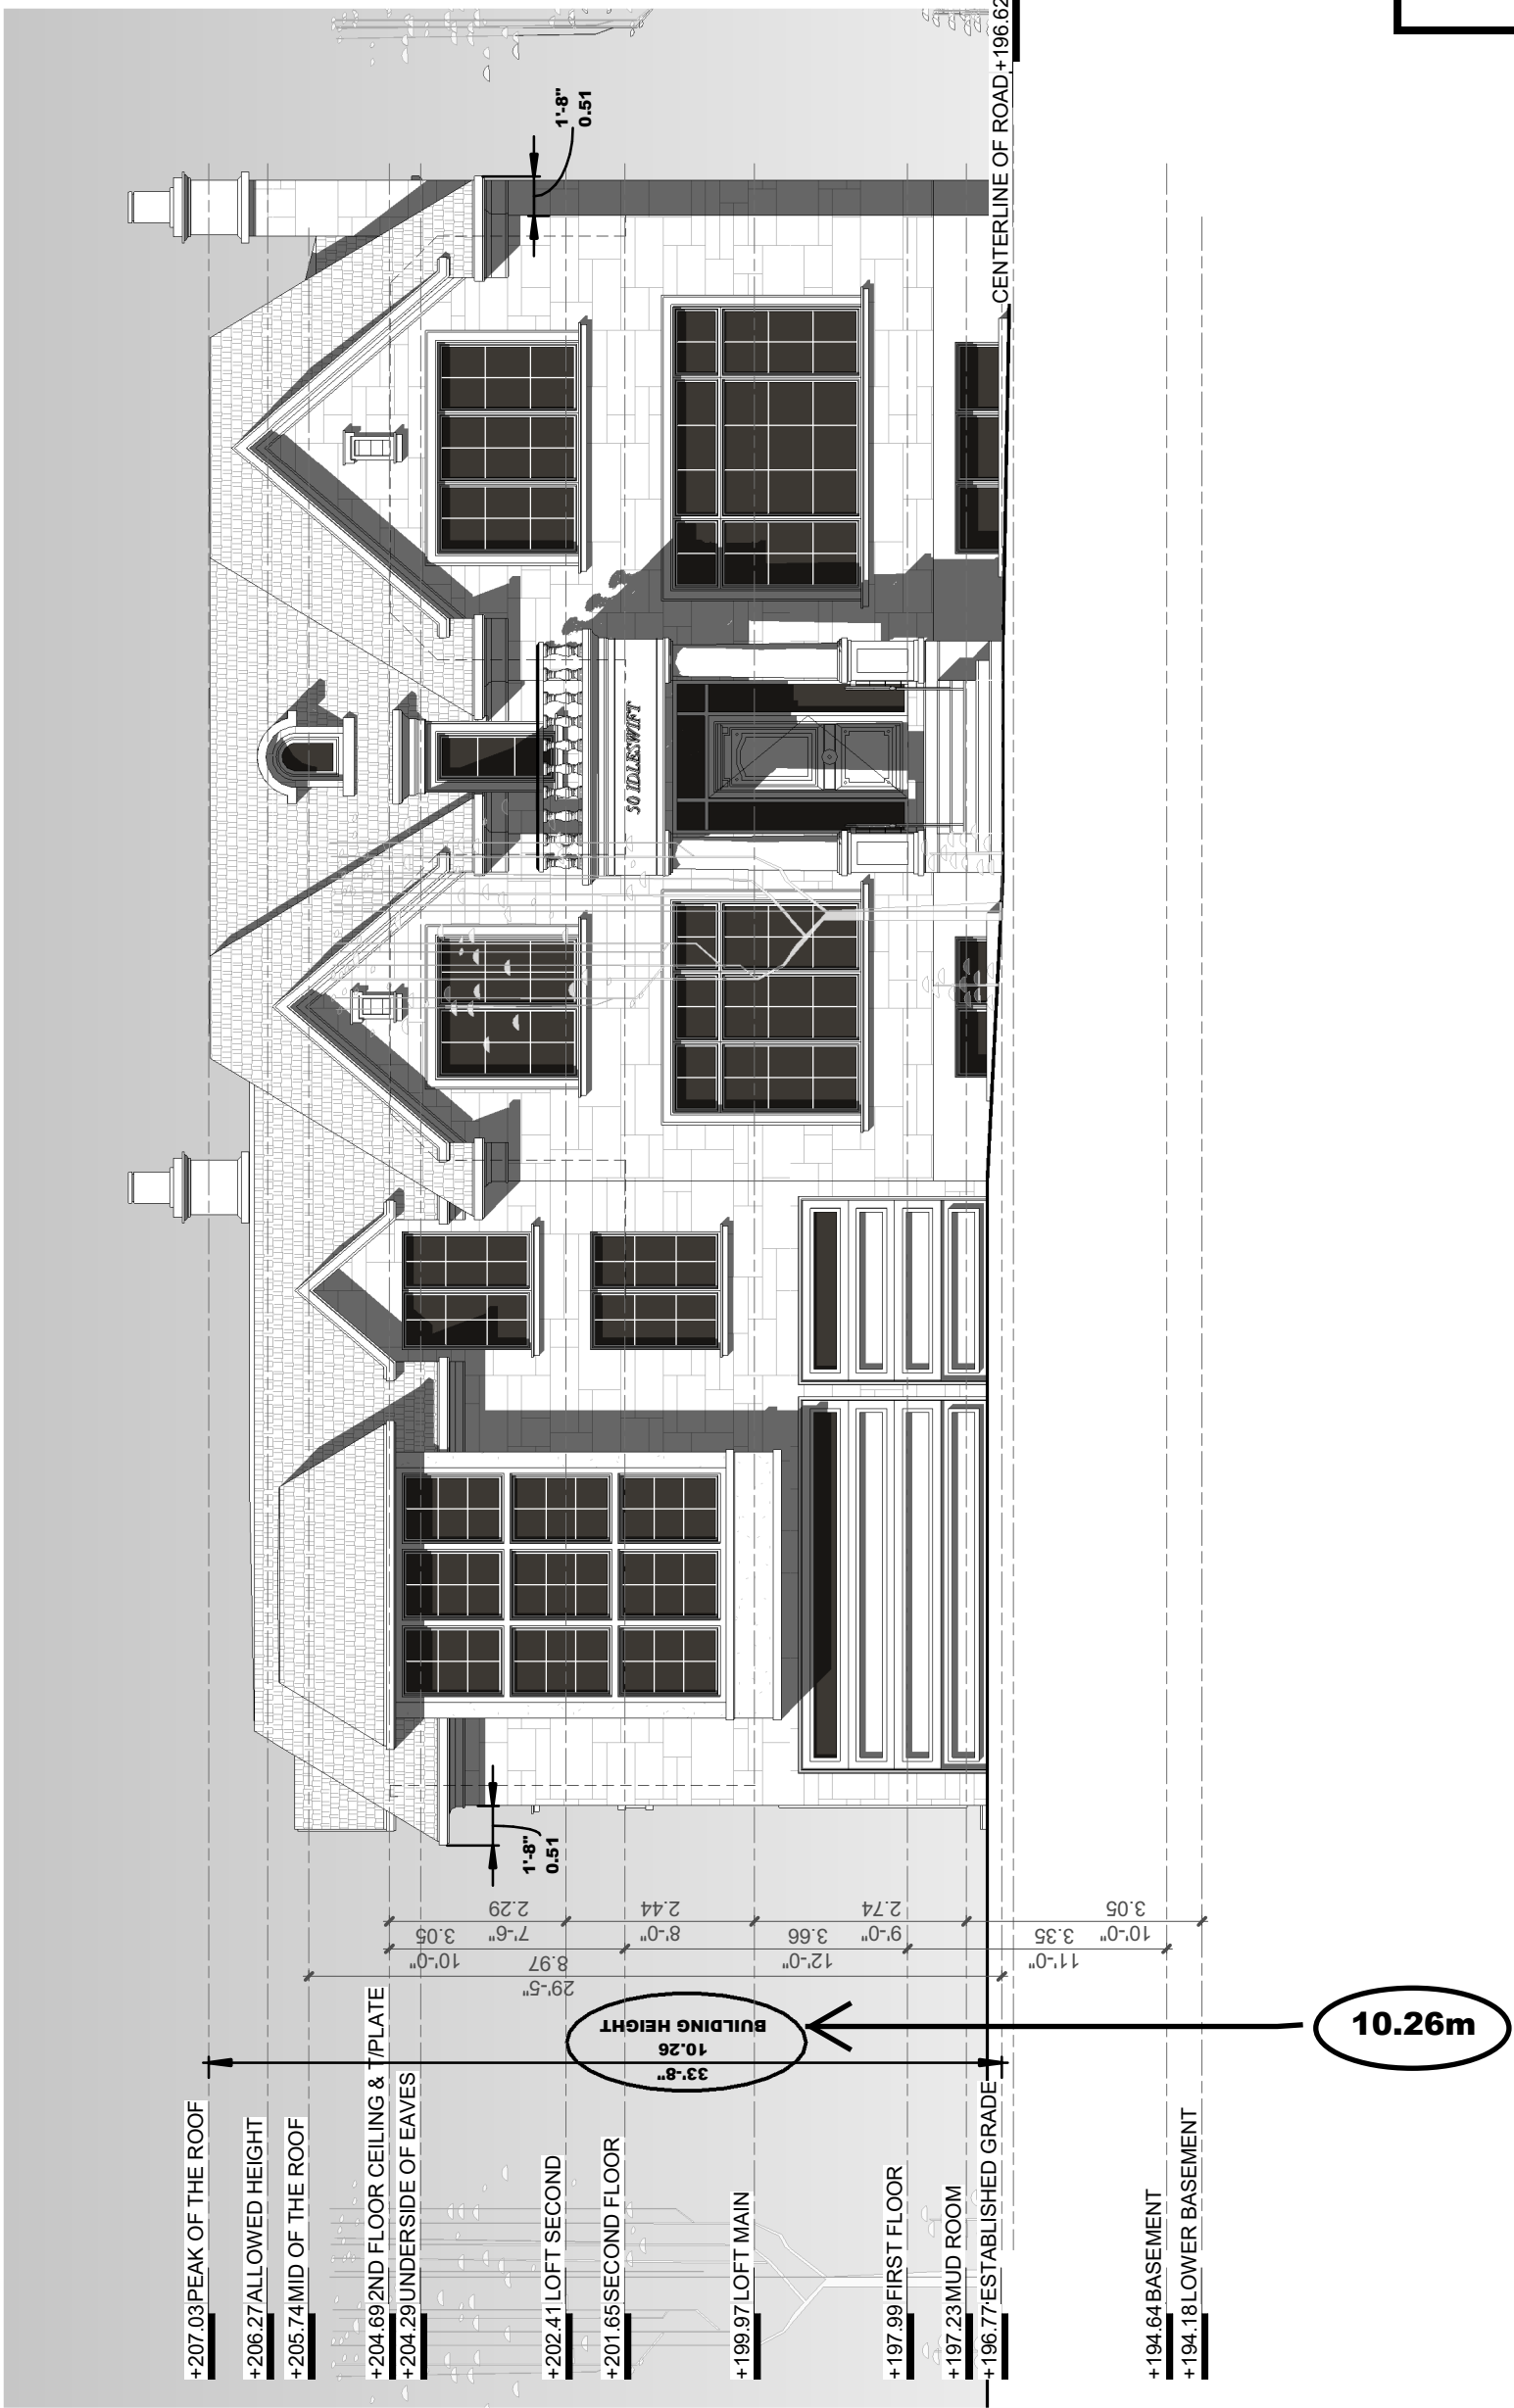 +207.03 PEAK OF THE ROOF
+206.27 ALLOWED HEIGHT
+205.74 MID OF THE ROOF
+204.69 2ND FLOOR CEILING & T/PLATE
+204.29 UNDERSIDE OF EAVES
+202.41 LOFT SECOND
+201.65 SECOND FLOOR
+199.97 LOFT MAIN
+197.99 FIRST FLOOR
+197.23 MUD ROOM
+196.77 ESTABLISHED GRADE
+194.64 BASEMENT
+194.18 LOWER BASEMENT
33'-8"
10.26
BUILDING HEIGHT
10.26m
29'-5"
8.97
10'-0"
3.05
12'-0"
3.66
11'-0"
3.35
7'-6"
2.29
8'-0"
2.44
9'-0"
2.74
10'-0"
3.05
1'-8"
0.51
50 IDLESWIFT
1'-8"
0.51
CENTERLINE OF ROAD +196.62